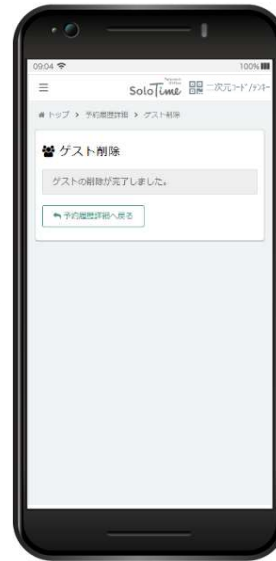 09:04 100%
SoloTime 二次元コード/テンキー
トップ > 予約履歴詳細 > ゲスト削除
ゲスト削除
ゲストの削除が完了しました。
予約履歴詳細へ戻る